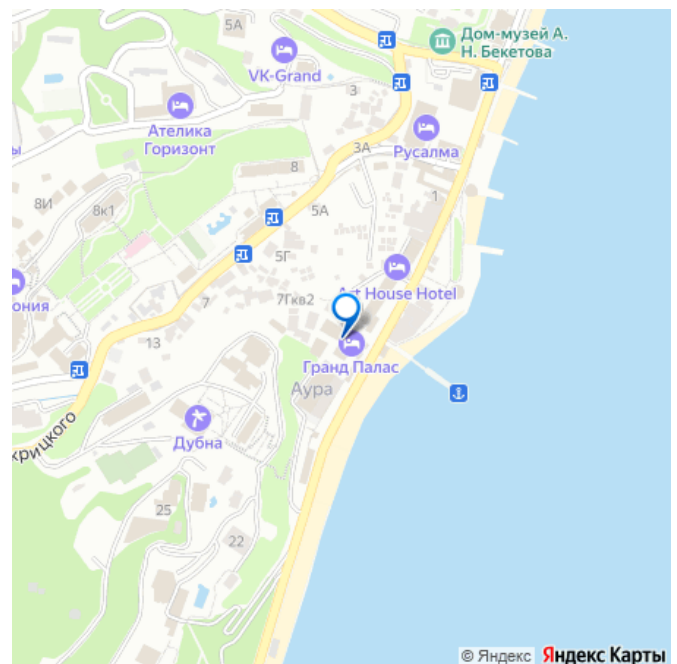 5А
Дом-музей А.
Н. Бекетова
VK-Grand
3
Ателика
Горизонт
ы
Русалма
3А
8
8И
8к1
5А
1
5Г
Art House Hotel
ония
7
7Гкв2
13
Гранд Палас
Аура
Дубна
крицкого
25
22
© Яндекс Яндекс Карты